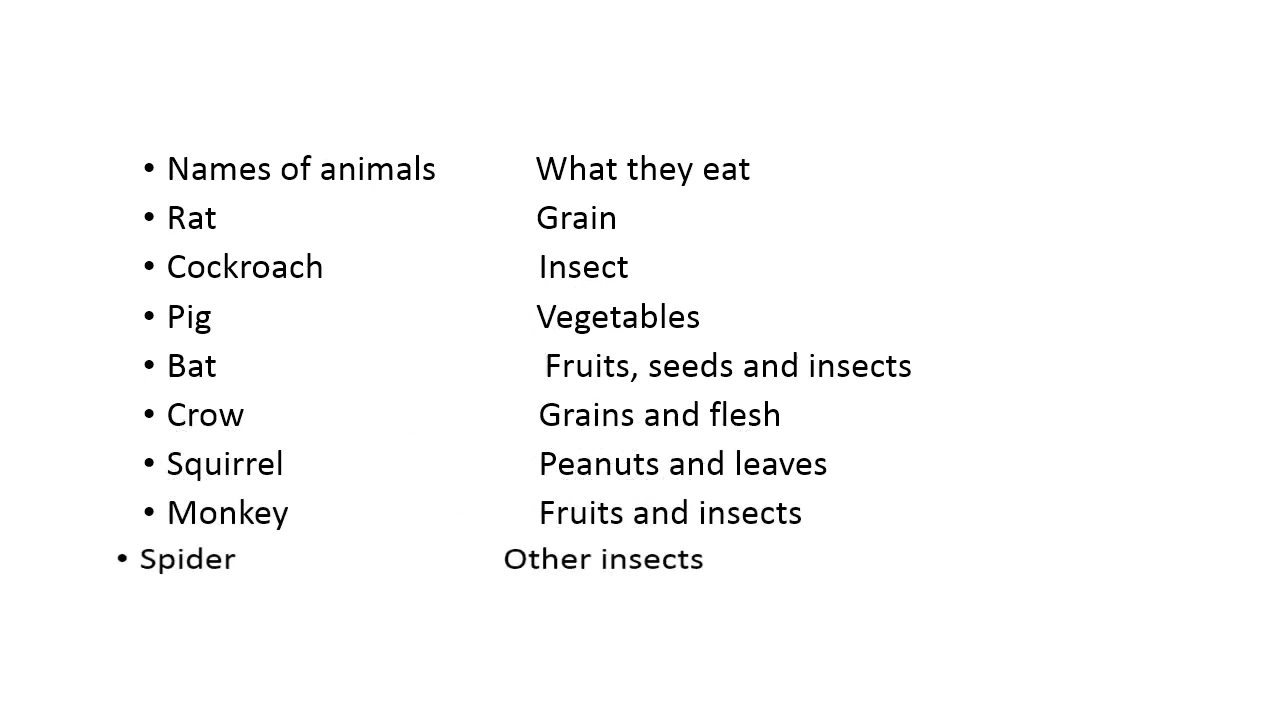 • Names of animals What they eat
• Rat Grain
• Cockroach Insect
• Pig Vegetables
• Bat Fruits, seeds and insects
• Crow Grains and flesh
• Squirrel Peanuts and leaves
• Monkey Fruits and insects
• Spider Other insects